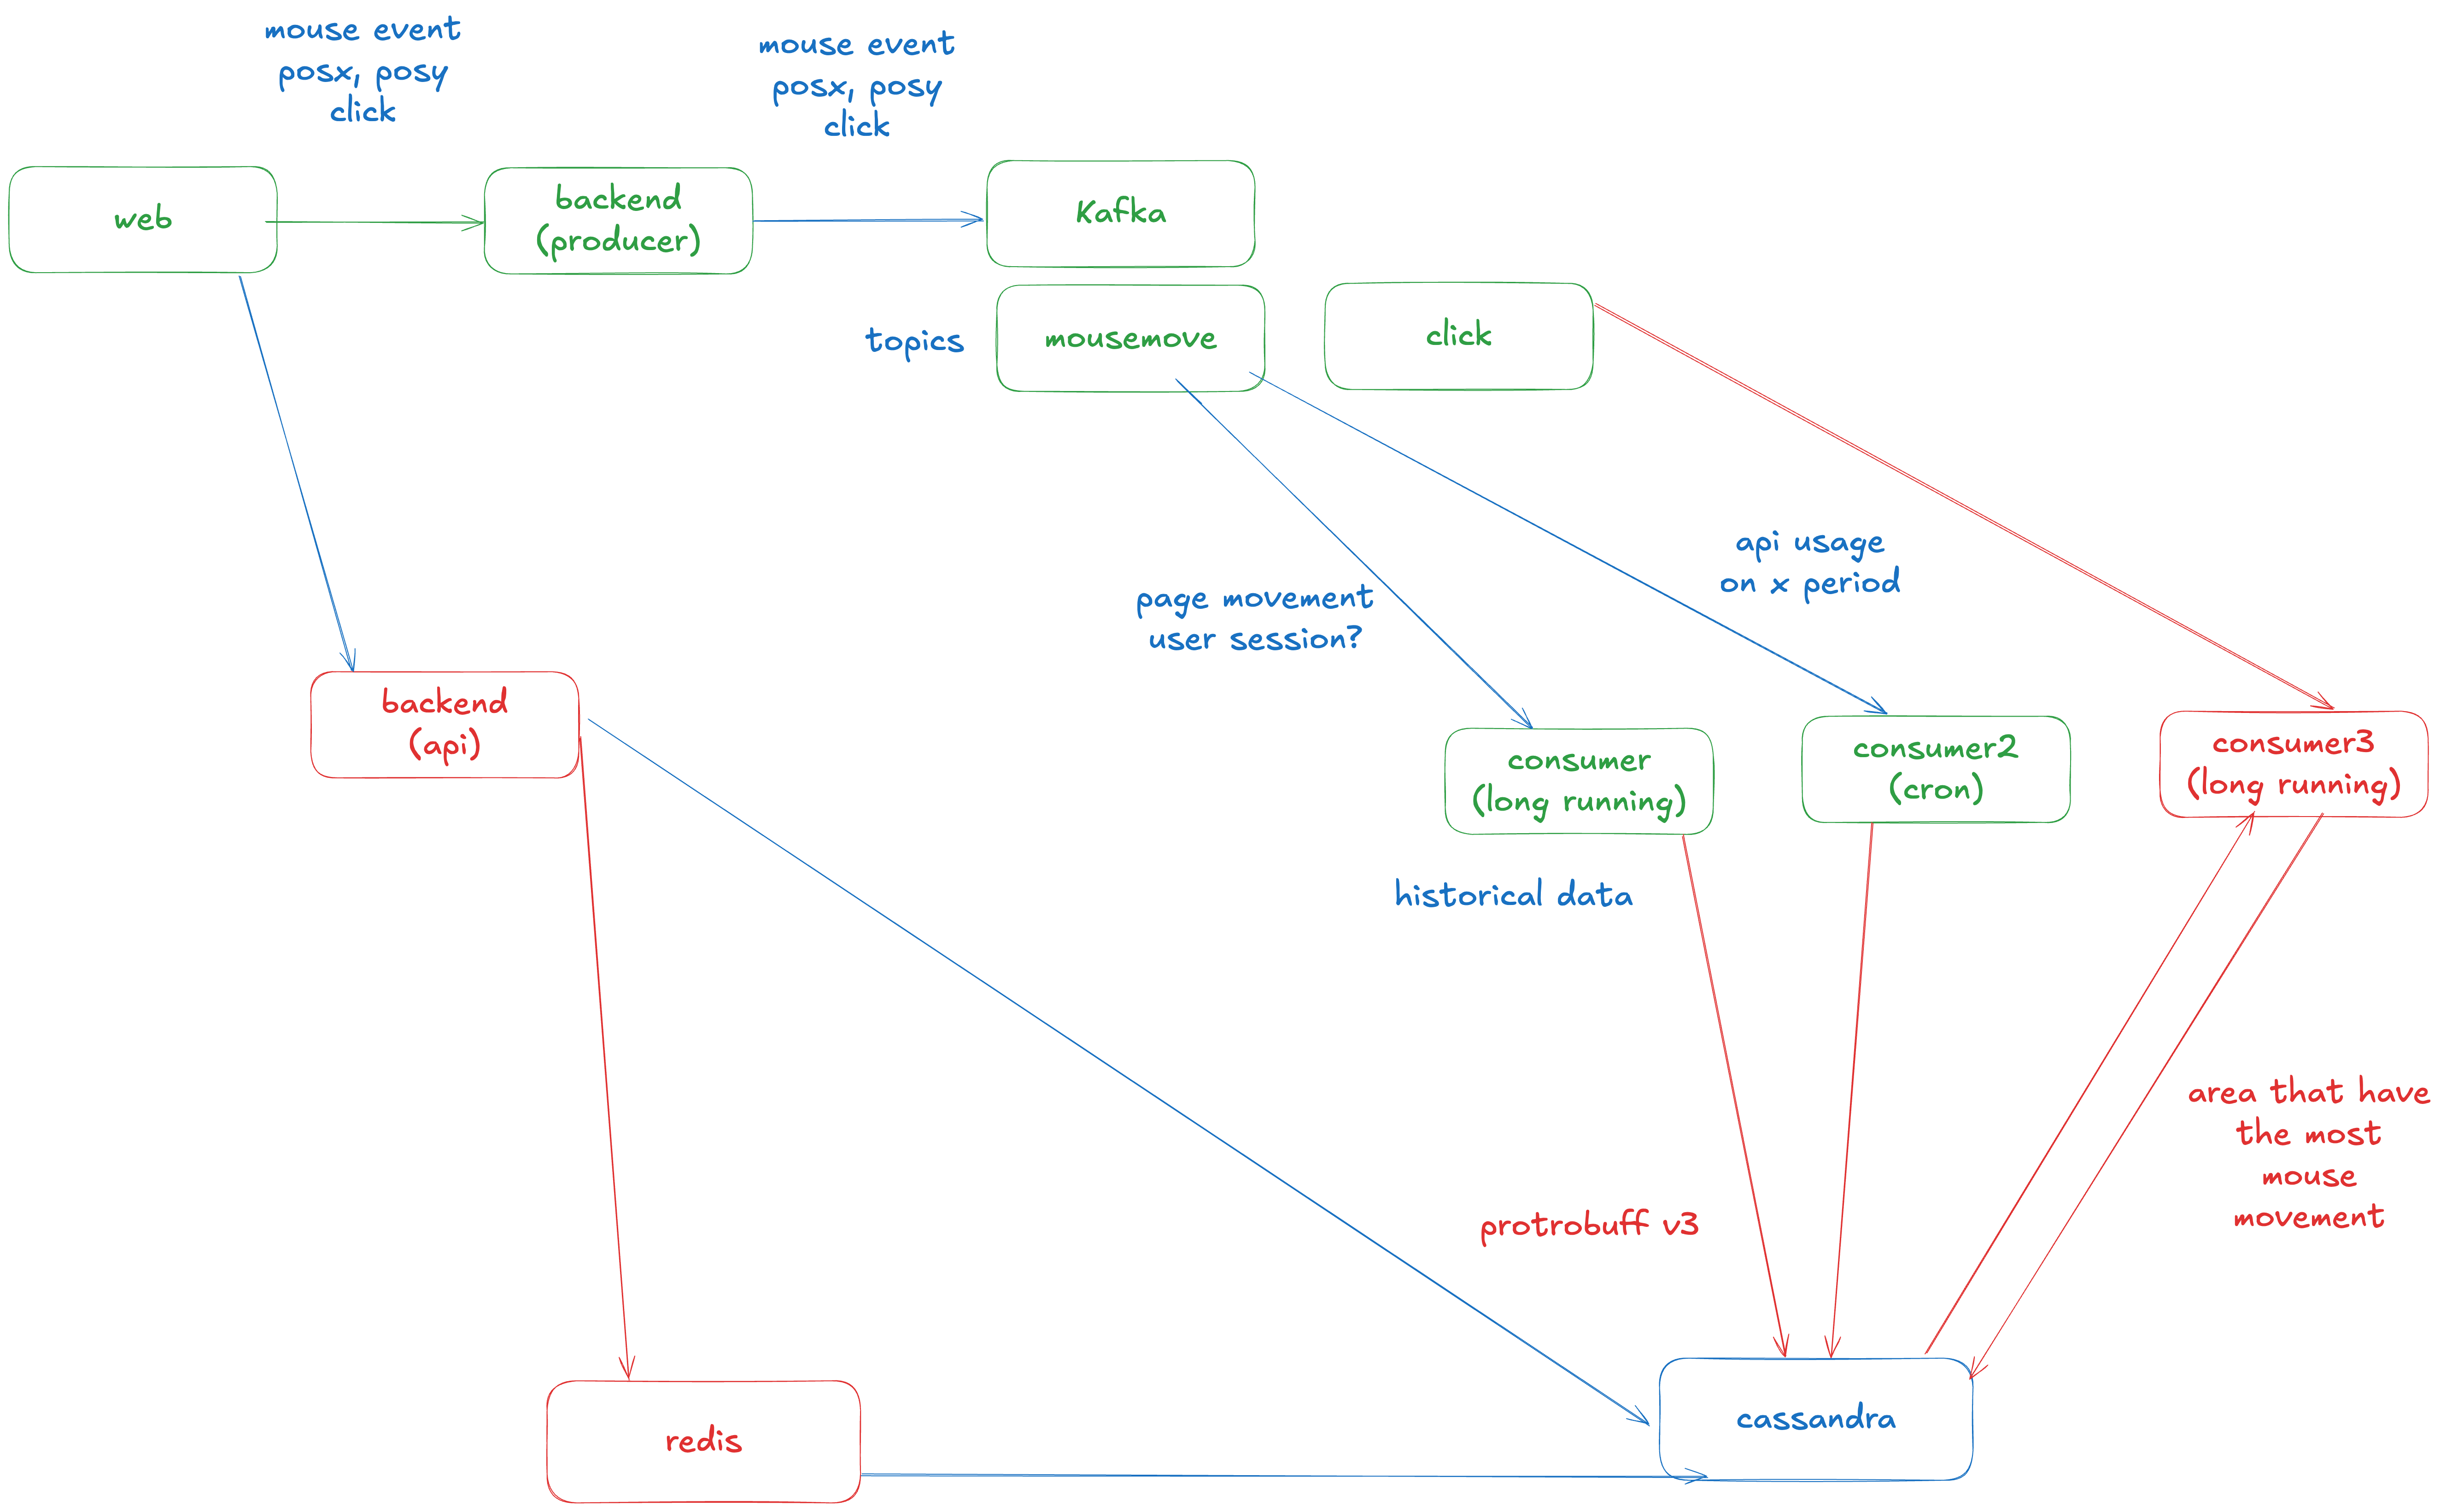 mouse event
posx, posy
click
mouse event
posx, posy
click
web
backend
(producer)
Kafka
topics
mousemove
click
api usage
on x period
page movement
user session?
backend
(api)
consumer
(long running)
consumer2
(cron)
consumer3
(long running)
historical data
area that have
the most
mouse
movement
protrobuff v3
redis
cassandra